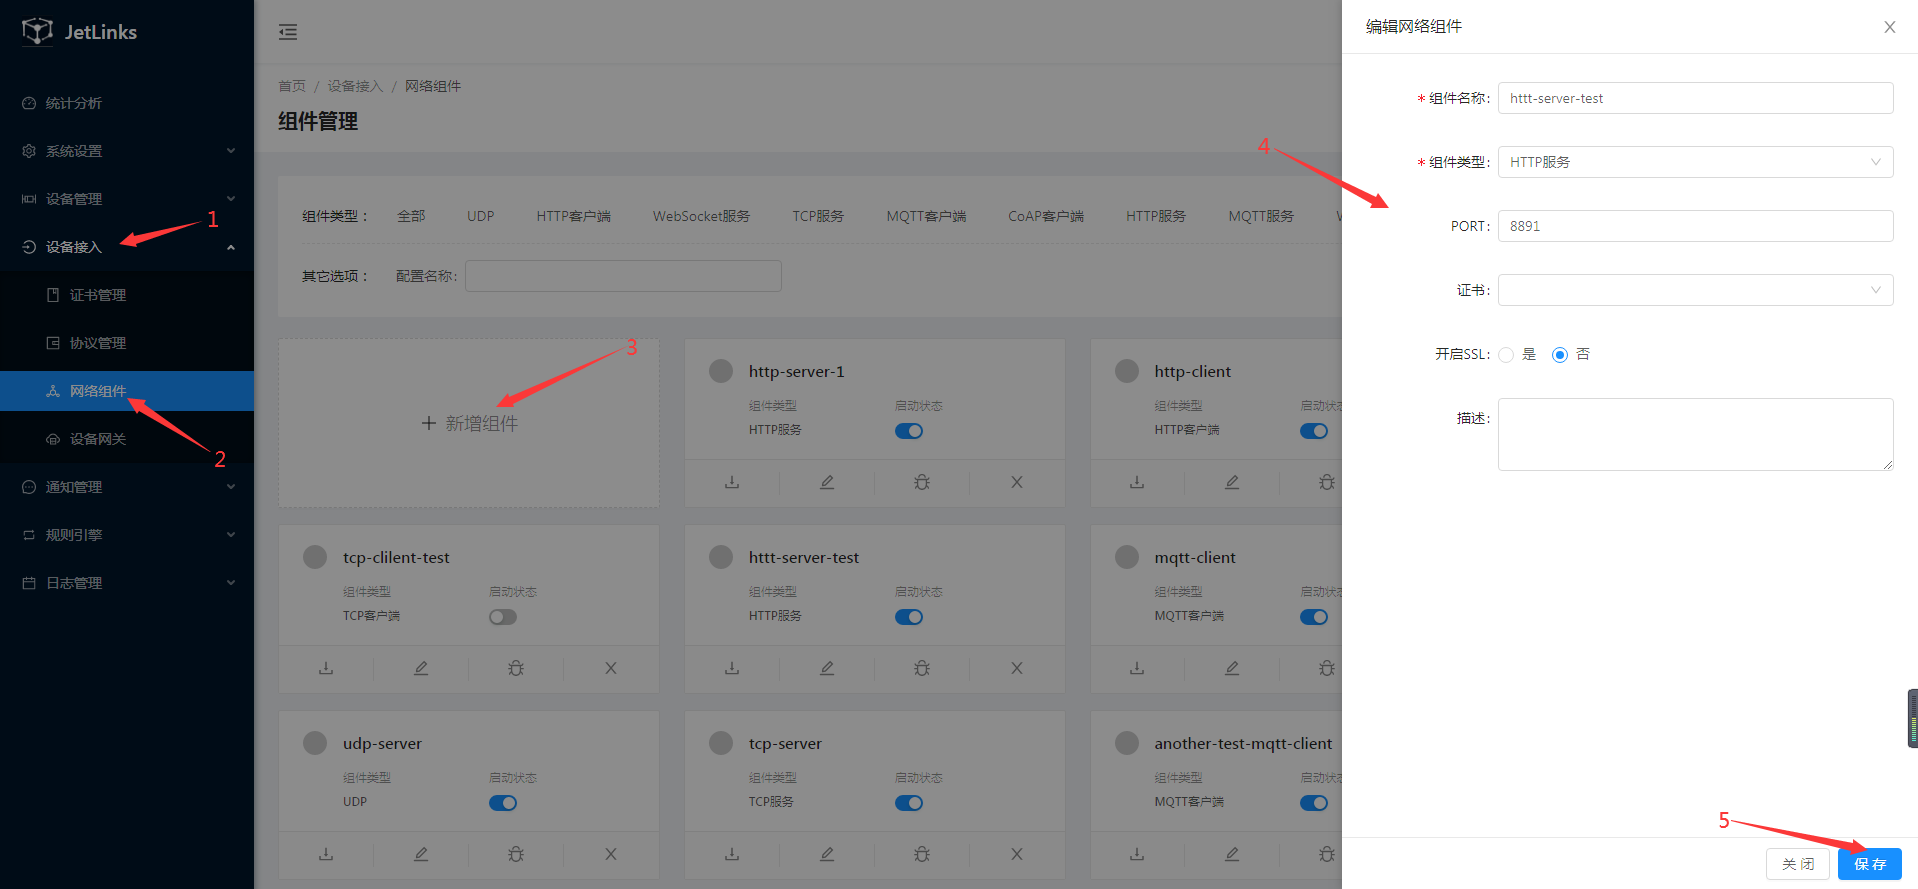 JetLinks
统计分析
系统设置
设备管理
设备接入
证书管理
协议管理
网络组件
设备网关
通知管理
规则引擎
日志管理
1
2
首页 / 设备接入 / 网络组件
组件管理
组件类型： 全部 UDP HTTP客户端 WebSocket服务 TCP服务 MQTT客户端 CoAP客户端 HTTP服务 MQTT服务
其它选项： 配置名称:
3
+ 新增组件
http-server-1
组件类型 启动状态
HTTP服务
http-client
组件类型 启动状态
HTTP客户端
tcp-clilent-test
组件类型 启动状态
TCP客户端
httt-server-test
组件类型 启动状态
HTTP服务
mqtt-client
组件类型 启动状态
MQTT客户端
udp-server
组件类型 启动状态
UDP
tcp-server
组件类型 启动状态
TCP服务
another-test-mqtt-client
组件类型 启动状态
MQTT客户端
编辑网络组件
4
* 组件名称: httt-server-test
* 组件类型: HTTP服务
PORT: 8891
证书:
开启SSL: 是 否
描述:
5
关 闭 保 存